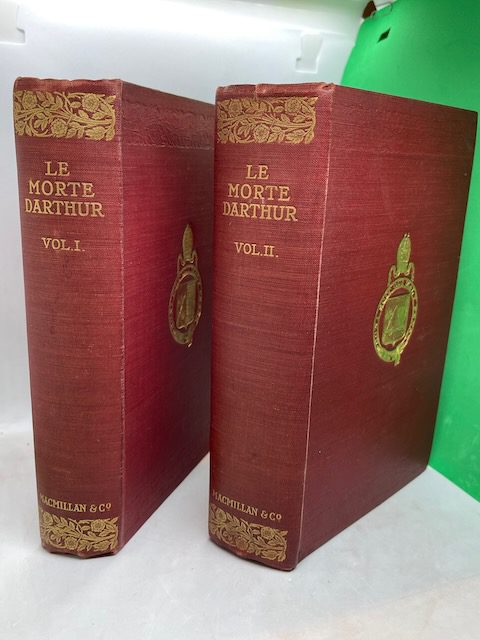 LE
MORTE
DARTHUR
VOL.I.
MACMILLAN & Co
LE
MORTE
DARTHUR
VOL.II.
MACMILLAN & Co